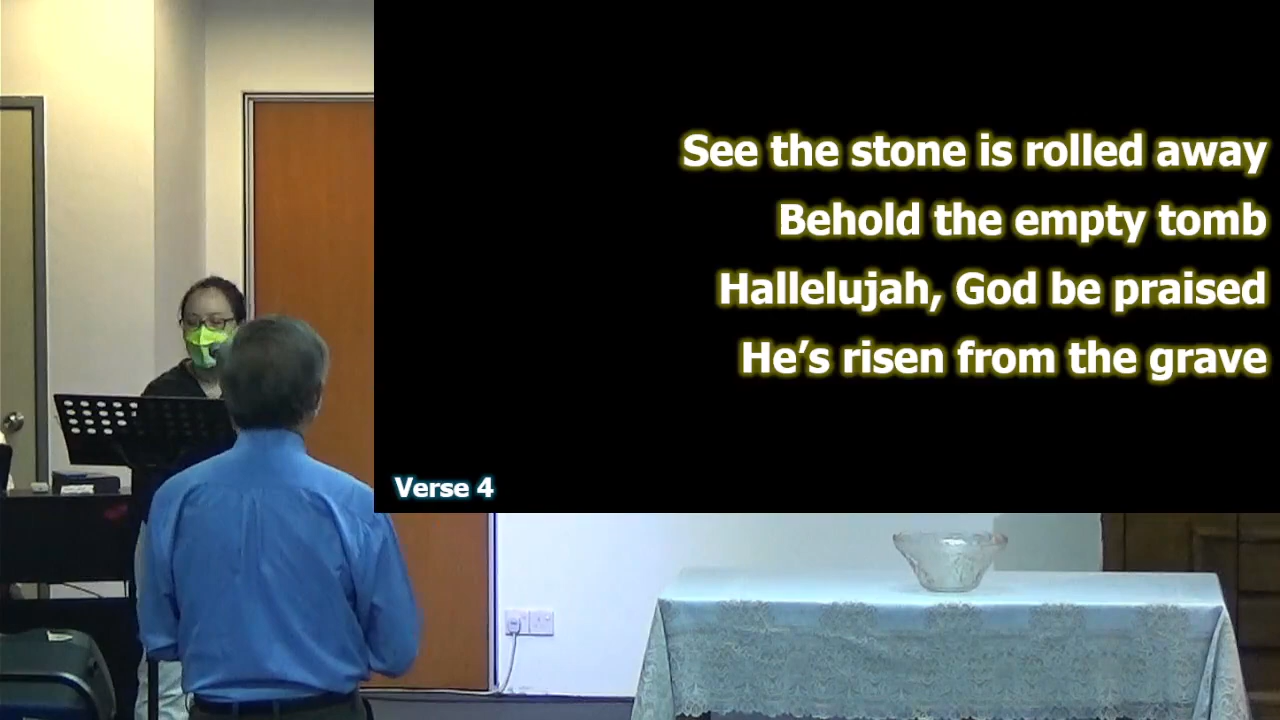 See the stone is rolled away
Behold the empty tomb
Hallelujah, God be praised
He’s risen from the grave
Verse 4